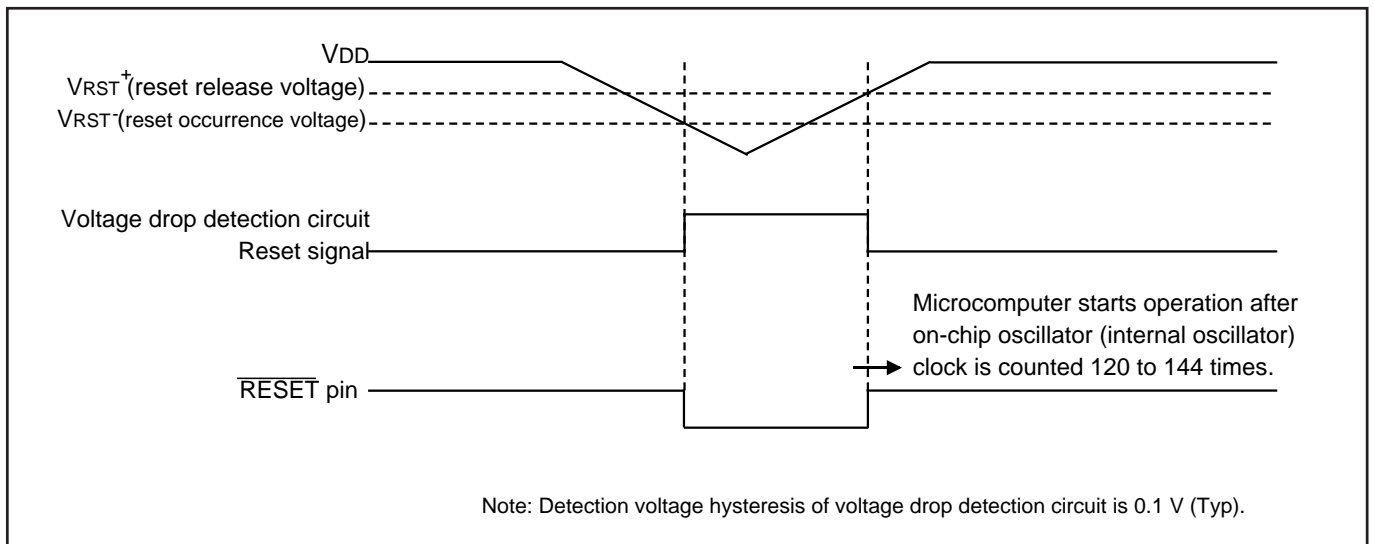 VDD
VRST+(reset release voltage)
VRST-(reset occurrence voltage)
Voltage drop detection circuit
Reset signal
Microcomputer starts operation after
on-chip oscillator (internal oscillator)
clock is counted 120 to 144 times.
RESET pin
Note: Detection voltage hysteresis of voltage drop detection circuit is 0.1 V (Typ).